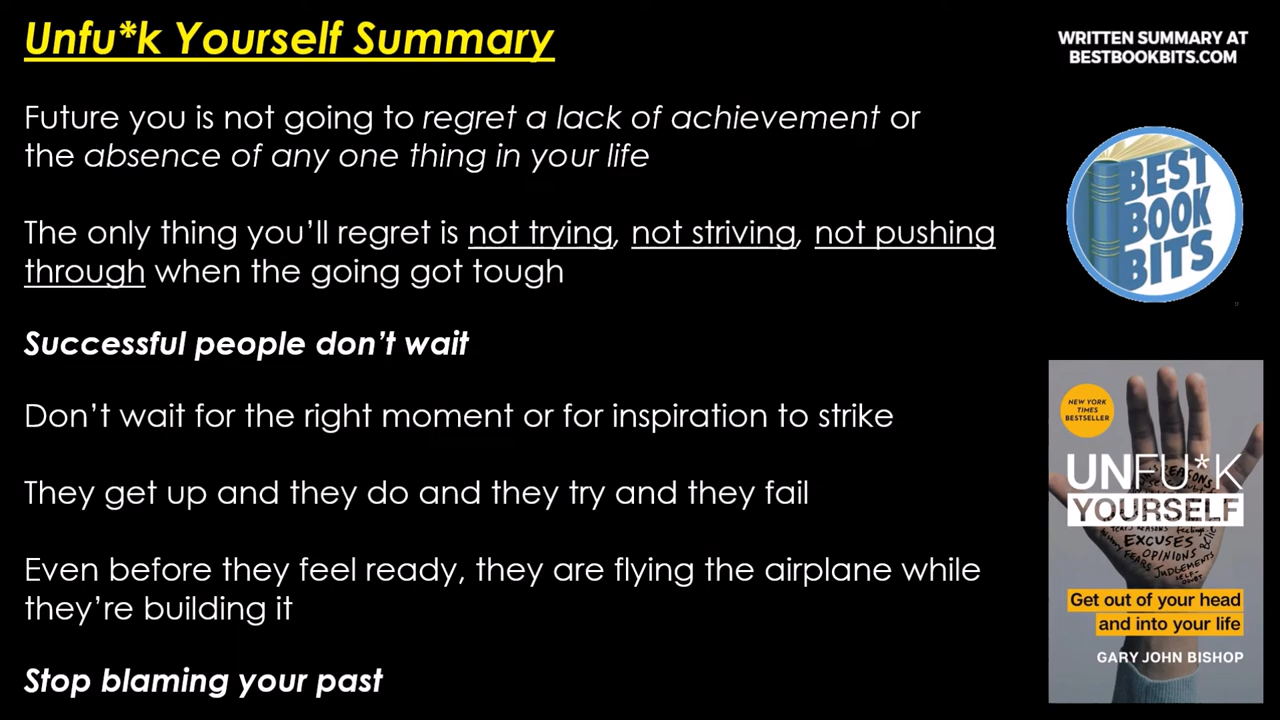 Unfu*k Yourself Summary
WRITTEN SUMMARY AT
BESTBOOKBITS.COM
Future you is not going to regret a lack of achievement or
the absence of any one thing in your life
The only thing you’ll regret is not trying, not striving, not pushing
through when the going got tough
Successful people don’t wait
Don’t wait for the right moment or for inspiration to strike
They get up and they do and they try and they fail
Even before they feel ready, they are flying the airplane while
they’re building it
Stop blaming your past
BEST
BOOK
BITS
NEW YORK
TIMES
BESTSELLER
UNFU*K
YOURSELF
REASONS
EXCUSES
FEARS OPINIONS
JUDGEMENTS
SELF-
DOUBT
Get out of your head
and into your life
GARY JOHN BISHOP